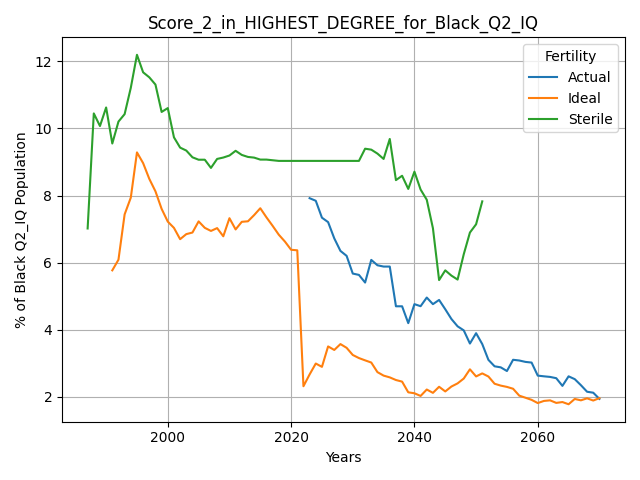 Score_2_in_HIGHEST_DEGREE_for_Black_Q2_IQ
Fertility
Actual
Ideal
Sterile
% of Black Q2_IQ Population
12
10
8
6
4
2
2000
2020
2040
2060
Years